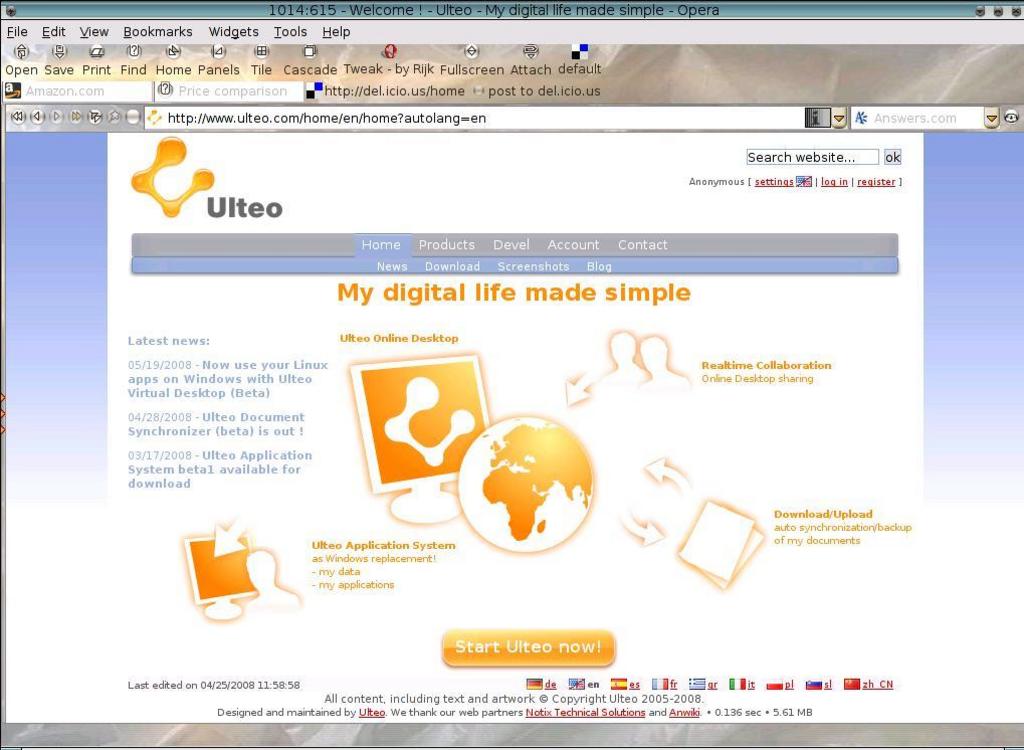 1014:615 - Welcome ! - Ulteo - My digital life made simple - Opera
File Edit View Bookmarks Widgets Tools Help
Open Save Print Find Home Panels Tile Cascade Tweak - by Rijk Fullscreen Attach default
Amazon.com Price comparison http://del.icio.us/home post to del.icio.us
http://www.ulteo.com/home/en/home?autolang=en Answers.com
Search website... ok
Anonymous [ settings | log in | register ]
Ulteo
Home Products Devel Account Contact
News Download Screenshots Blog
My digital life made simple
Latest news:
05/19/2008 - Now use your Linux
apps on Windows with Ulteo
Virtual Desktop (Beta)
04/28/2008 - Ulteo Document
Synchronizer (beta) is out !
03/17/2008 - Ulteo Application
System beta1 available for
download
Ulteo Online Desktop
Realtime Collaboration
Online Desktop sharing
Download/Upload
auto synchronization/backup
of my documents
Ulteo Application System
as Windows replacement!
- my data
- my applications
Start Ulteo now!
Last edited on 04/25/2008 11:58:58
de en es fr gr it pl sl zh_CN
All content, including text and artwork © Copyright Ulteo 2005-2008.
Designed and maintained by Ulteo. We thank our web partners Notix Technical Solutions and Anwiki. • 0.136 sec • 5.61 MB